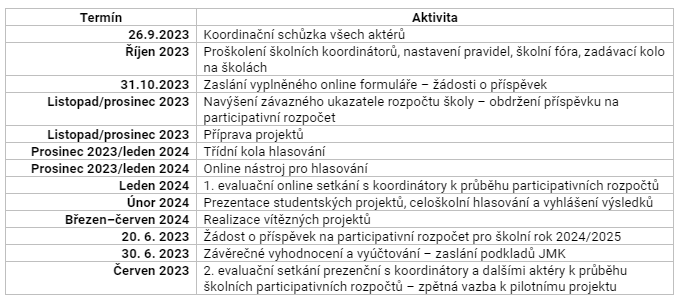 Termín Aktivita
26.9.2023 Koordinační schůzka všech aktérů
Říjen 2023 Proškolení školních koordinátorů, nastavení pravidel, školní fóra, zadávací kolo
na školách
31.10.2023 Zaslání vyplněného online formuláře – žádosti o příspěvek
Listopad/prosinec 2023 Navýšení závazného ukazatele rozpočtu školy – obdržení příspěvku na
participativní rozpočet
Listopad/prosinec 2023 Příprava projektů
Prosinec 2023/leden 2024 Třídní kola hlasování
Prosinec 2023/leden 2024 Online nástroj pro hlasování
Leden 2024 1. evaluační online setkání s koordinátory k průběhu participativních rozpočtů
Únor 2024 Prezentace studentských projektů, celoškolní hlasování a vyhlášení výsledků
Březen–červen 2024 Realizace vítězných projektů
20. 6. 2023 Žádost o příspěvek na participativní rozpočet pro školní rok 2024/2025
30. 6. 2023 Závěrečné vyhodnocení a vyúčtování – zaslání podkladů JMK
Červen 2023 2. evaluační setkání prezenční s koordinátory a dalšími aktéry k průběhu
školních participativních rozpočtů – zpětná vazba k pilotnímu projektu